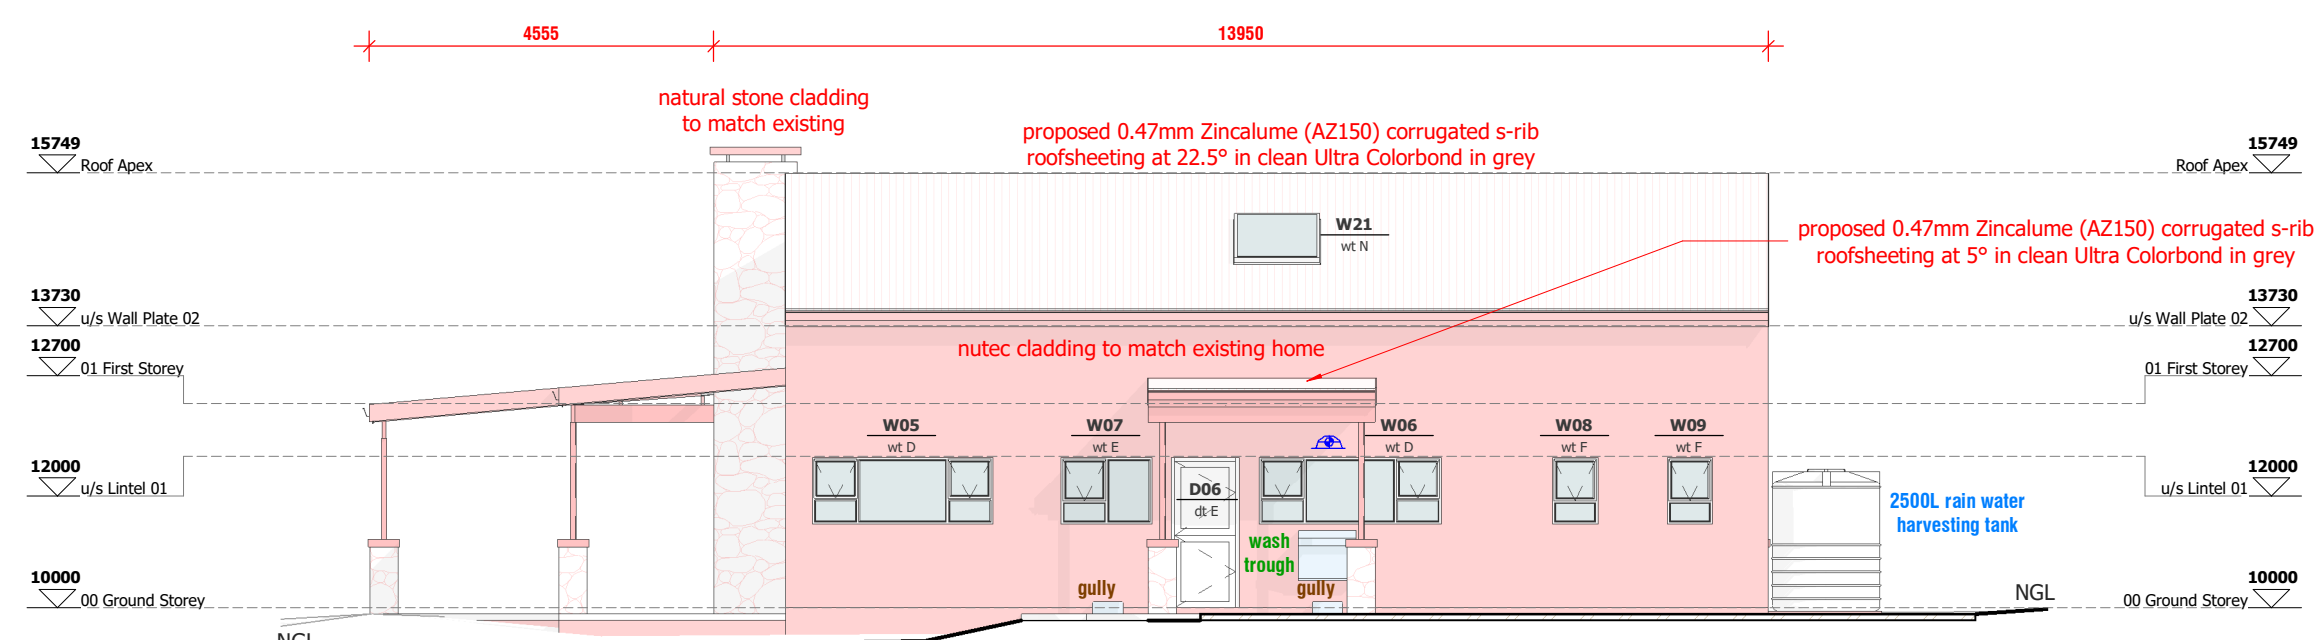 4555
13950
natural stone cladding
to match existing
proposed 0.47mm Zincalume (AZ150) corrugated s-rib
roofsheeting at 22.5° in clean Ultra Colorbond in grey
15749
Roof Apex
15749
Roof Apex
W21
wt N
proposed 0.47mm Zincalume (AZ150) corrugated s-rib
roofsheeting at 5° in clean Ultra Colorbond in grey
13730
u/s Wall Plate 02
13730
u/s Wall Plate 02
12700
01 First Storey
nutec cladding to match existing home
12700
01 First Storey
W05
wt D
W07
wt E
W06
wt D
W08
wt F
W09
wt F
12000
u/s Lintel 01
D06
dt E
12000
u/s Lintel 01
2500L rain water
harvesting tank
wash
trough
10000
00 Ground Storey
gully
gully
NGL
10000
00 Ground Storey
NGL